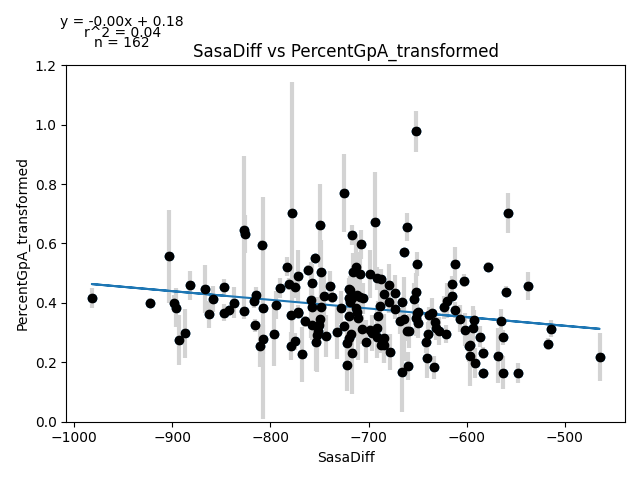 y = -0.00x + 0.18
r^2 = 0.04
n = 162
SasaDiff vs PercentGpA_transformed
1.2
1.0
0.8
0.6
0.4
0.2
0.0
PercentGpA_transformed
−1000
−900
−800
−700
−600
−500
SasaDiff